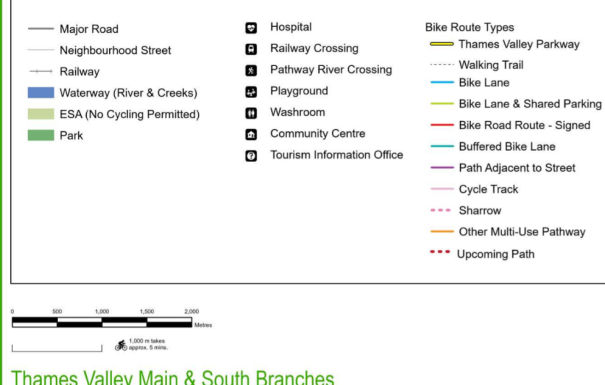 Major Road
Neighbourhood Street
Railway
Waterway (River & Creeks)
ESA (No Cycling Permitted)
Park
Hospital
Railway Crossing
Pathway River Crossing
Playground
Washroom
Community Centre
Tourism Information Office
Bike Route Types
Thames Valley Parkway
Walking Trail
Bike Lane
Bike Lane & Shared Parking
Bike Road Route - Signed
Buffered Bike Lane
Path Adjacent to Street
Cycle Track
Sharrow
Other Multi-Use Pathway
Upcoming Path
0 500 1,000 1,500 2,000
Metres
1,000 m takes
approx. 5 mins.
Thames Valley Main & South Branches